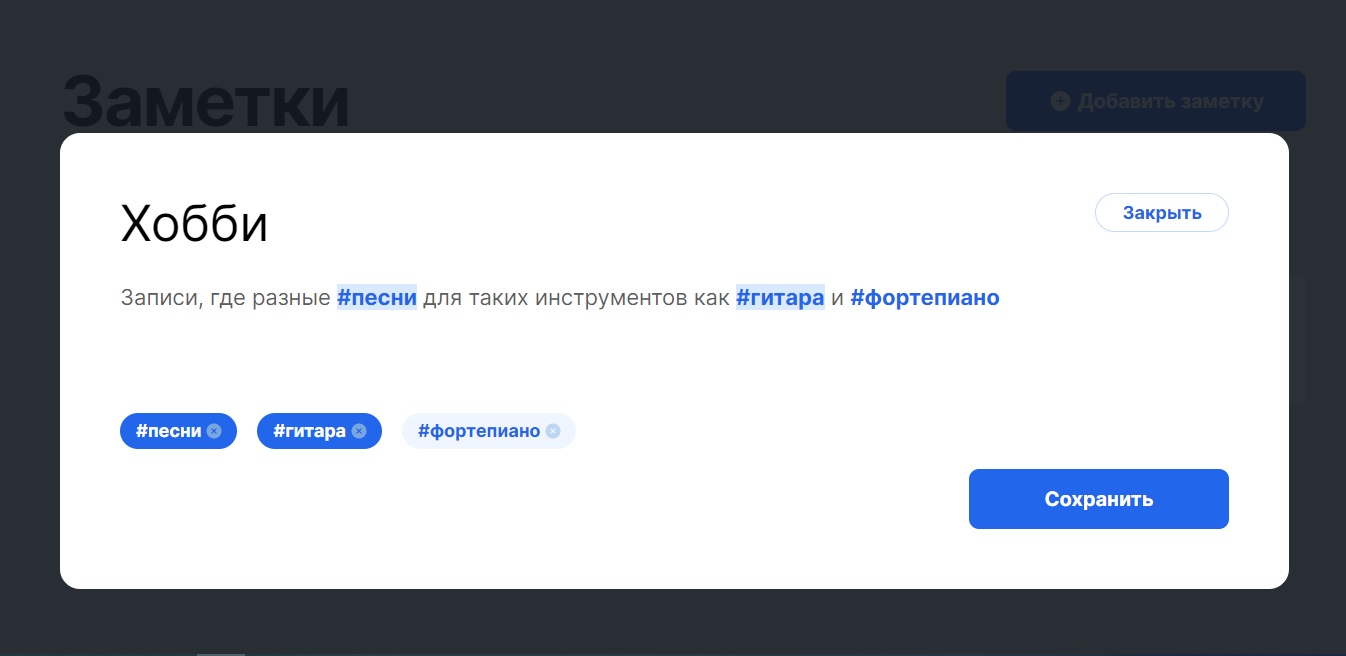 Заметки
Добавить заметку
Хобби
Закрыть
Записи, где разные #песни для таких инструментов как #гитара и #фортепиано
#песни #гитара #фортепиано
Сохранить